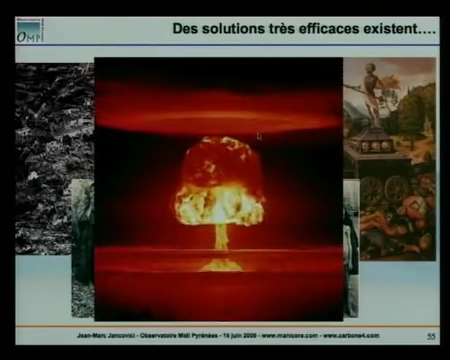 OMP
Des solutions très efficaces existent....
Jean-Marc Jancovici - Observatoire Midi Pyrénées - 16 juin 2009 - www.manicore.com - www.carbone4.com
55